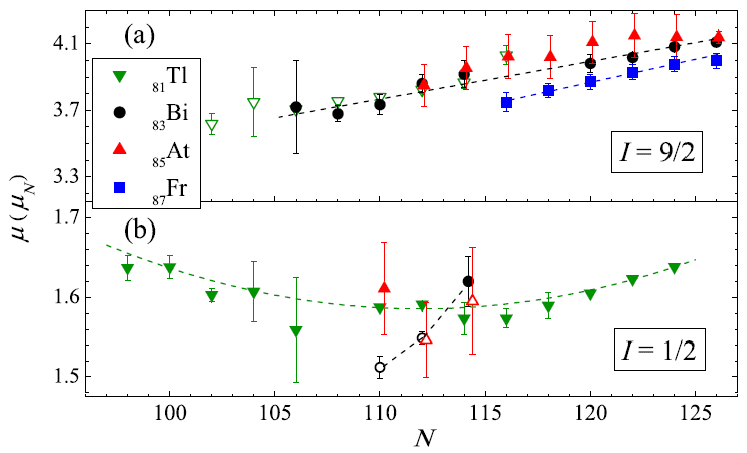 (a)
4.1
3.7
3.3
₈₁Tl
₈₃Bi
₈₅At
₈₇Fr
I = 9/2
μ (μ_N)
(b)
1.7
1.6
1.5
I = 1/2
100 105 110 115 120 125
N